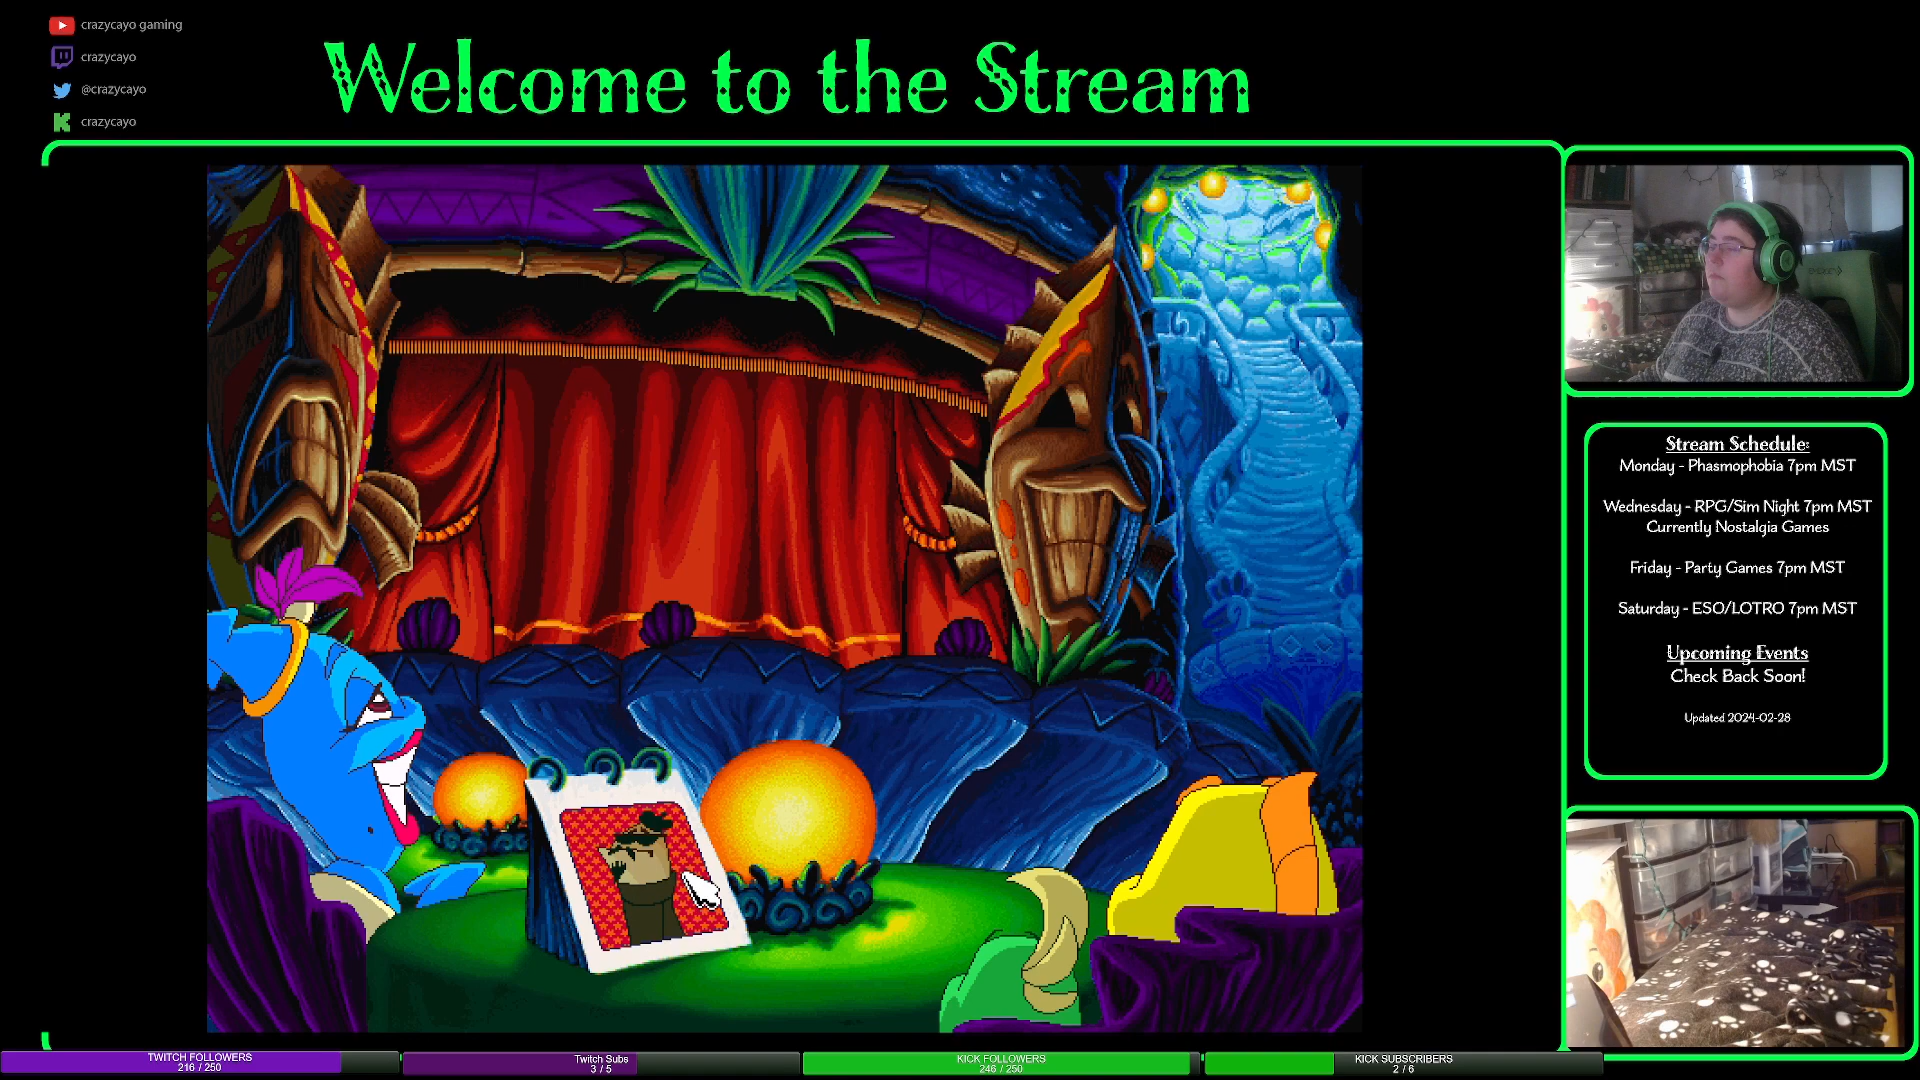 crazycayo gaming
crazycayo
@crazycayo
crazycayo
Welcome to the Stream
Stream Schedule:
Monday - Phasmophobia 7pm MST
Wednesday - RPG/Sim Night 7pm MST
Currently Nostalgia Games
Friday - Party Games 7pm MST
Saturday - ESO/LOTRO 7pm MST
Upcoming Events
Check Back Soon!
Updated 2024-02-28
TWITCH FOLLOWERS
216 / 250
Twitch Subs
3 / 5
KICK FOLLOWERS
246 / 250
KICK SUBSCRIBERS
2 / 6